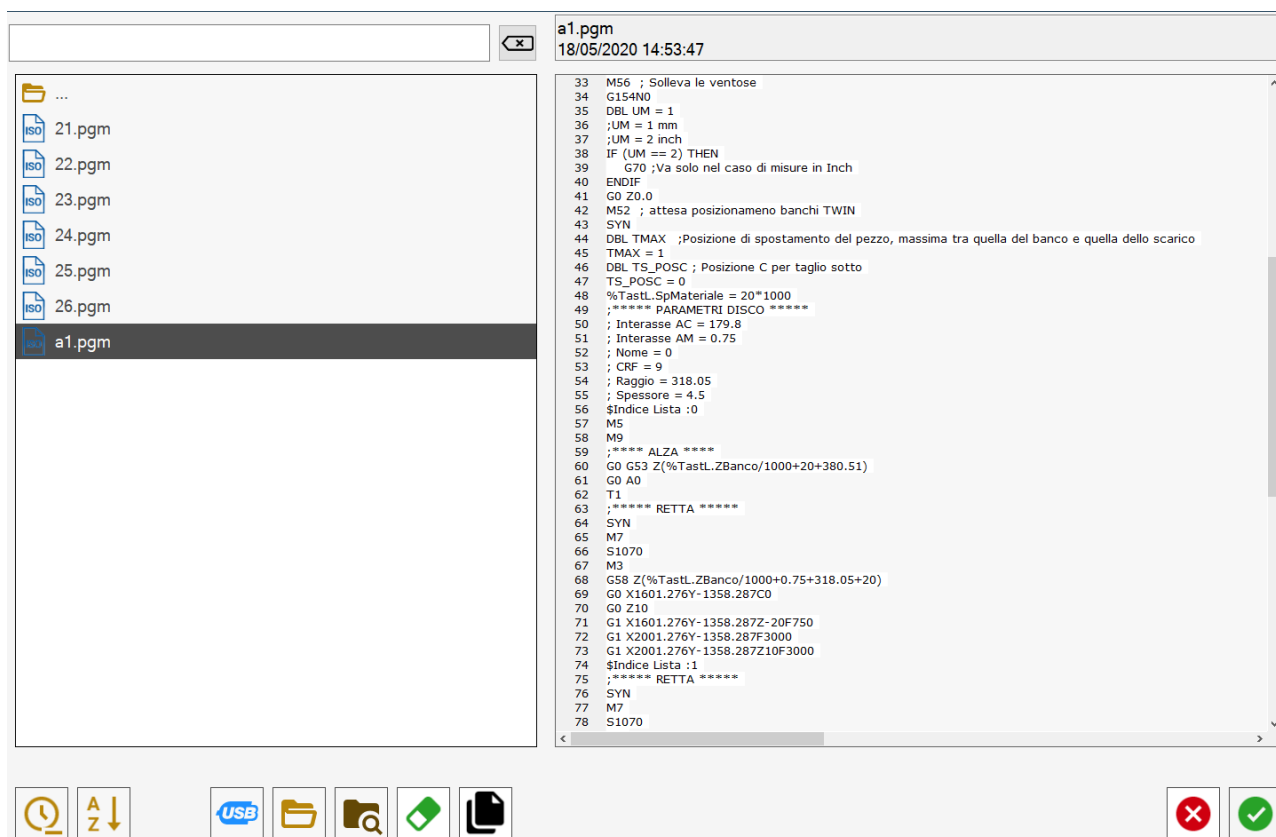 a1.pgm
18/05/2020 14:53:47
...
ISO 21.pgm
ISO 22.pgm
ISO 23.pgm
ISO 24.pgm
ISO 25.pgm
ISO 26.pgm
a1.pgm
33 M56 ; Solleva le ventose
34 G154N0
35 DBL UM = 1
36 ;UM = 1 mm
37 ;UM = 2 inch
38 IF (UM == 2) THEN
39 G70 ;Va solo nel caso di misure in Inch
40 ENDIF
41 G0 Z0.0
42 M52 ; attesa posizionameno banchi TWIN
43 SYN
44 DBL TMAX ;Posizione di spostamento del pezzo, massima tra quella del banco e quella dello scarico
45 TMAX = 1
46 DBL TS_POSC ; Posizione C per taglio sotto
47 TS_POSC = 0
48 %TastL.SpMateriale = 20*1000
49 ;***** PARAMETRI DISCO *****
50 ; Interasse AC = 179.8
51 ; Interasse AM = 0.75
52 ; Nome = 0
53 ; CRF = 9
54 ; Raggio = 318.05
55 ; Spessore = 4.5
56 $Indice Lista :0
57 M5
58 M9
59 ;**** ALZA ****
60 G0 G53 Z(%TastL.ZBanco/1000+20+380.51)
61 G0 A0
62 T1
63 ;***** RETTA *****
64 SYN
65 M7
66 S1070
67 M3
68 G58 Z(%TastL.ZBanco/1000+0.75+318.05+20)
69 G0 X1601.276Y-1358.287C0
70 G0 Z10
71 G1 X1601.276Y-1358.287Z-20F750
72 G1 X2001.276Y-1358.287F3000
73 G1 X2001.276Y-1358.287Z10F3000
74 $Indice Lista :1
75 ;***** RETTA *****
76 SYN
77 M7
78 S1070
A Z
USB